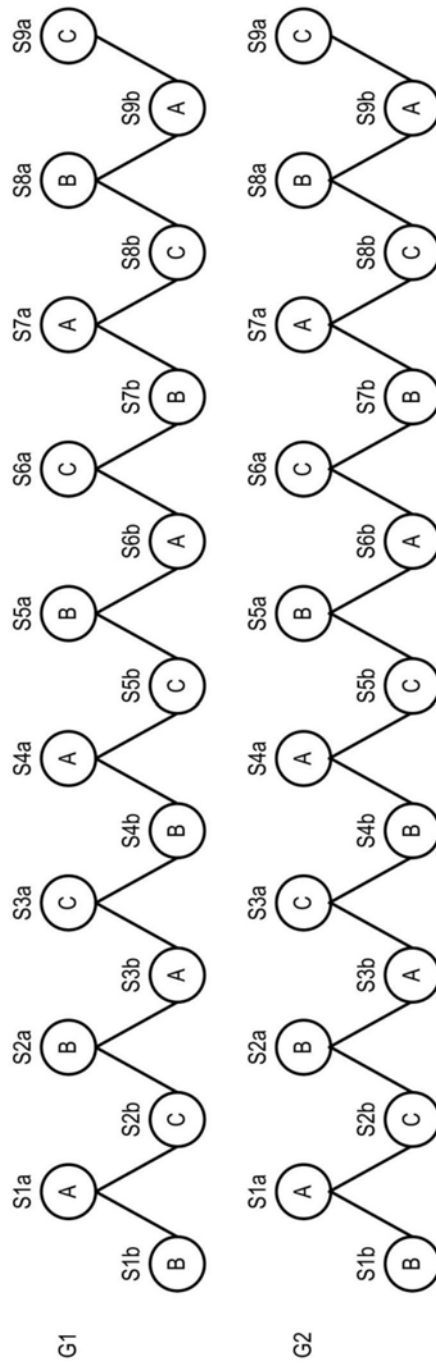 S1a S2a S3a S4a S5a S6a S7a S8a S9a
A B C A B C A B C
G1
S1b S2b S3b S4b S5b S6b S7b S8b S9b
B C A B C A B C A
S1a S2a S3a S4a S5a S6a S7a S8a S9a
A B C A B C A B C
G2
S1b S2b S3b S4b S5b S6b S7b S8b S9b
B C A B C A B C A